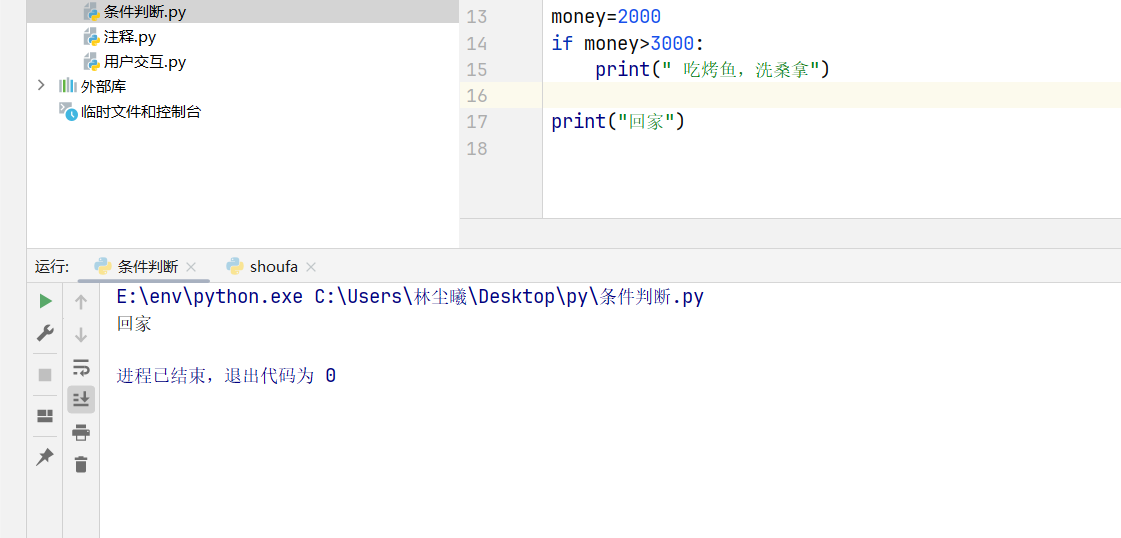 条件判断.py
注释.py
用户交互.py
外部库
临时文件和控制台
13 money=2000
14 if money>3000:
15     print(" 吃烤鱼，洗桑拿")
16
17 print("回家")
18
运行: 条件判断 shoufa
E:\env\python.exe C:\Users\林尘曦\Desktop\py\条件判断.py
回家
进程已结束，退出代码为 0